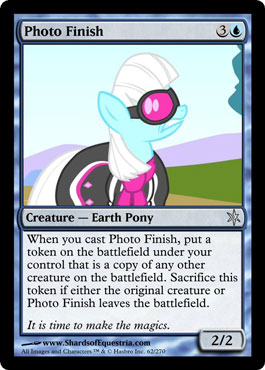 Photo Finish 3
Creature — Earth Pony
When you cast Photo Finish, put a
token on the battlefield under your
control that is a copy of any other
creature on the battlefield. Sacrifice this
token if either the original creature or
Photo Finish leaves the battlefield.
It is time to make the magics.
www.ShardsofEquestria.com
All Images and Characters ™ & © Hasbro Inc. 62/270
2/2